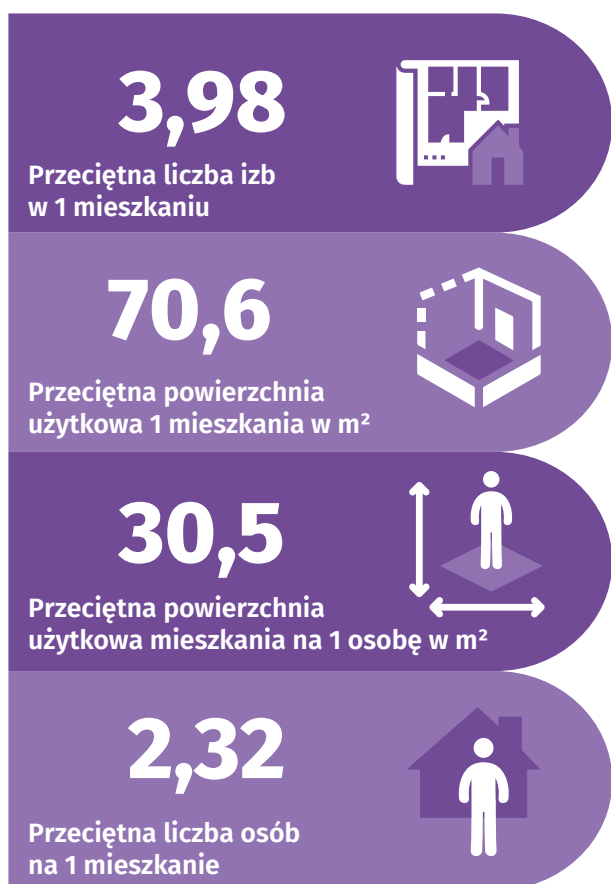 3,98
Przeciętna liczba izb
w 1 mieszkaniu
70,6
Przeciętna powierzchnia
użytkowa 1 mieszkania w m²
30,5
Przeciętna powierzchnia
użytkowa mieszkania na 1 osobę w m²
2,32
Przeciętna liczba osób
na 1 mieszkanie